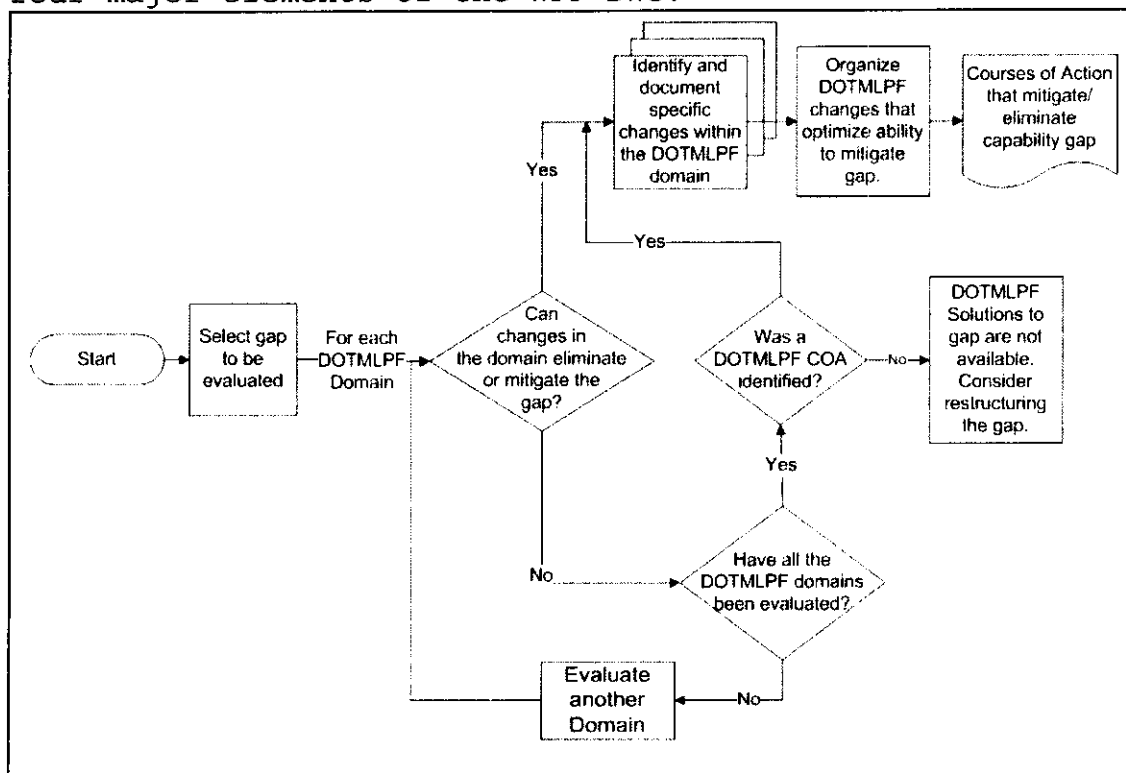 Identify and
document
specific
changes within
the DOTMLPF
domain
Organize
DOTMLPF
changes that
optimize ability
to mitigate
gap.
Courses of Action
that mitigate/
eliminate
capability gap
Yes
Yes
Start
Select gap
to be
evaluated
For each
DOTMLPF
Domain
Can
changes in
the domain eliminate
or mitigate the
gap?
Was a
DOTMLPF COA
identified?
No
DOTMLPF
Solutions to
gap are not
available.
Consider
restructuring
the gap.
Yes
No
Have all the
DOTMLPF domains
been evaluated?
No
Evaluate
another
Domain